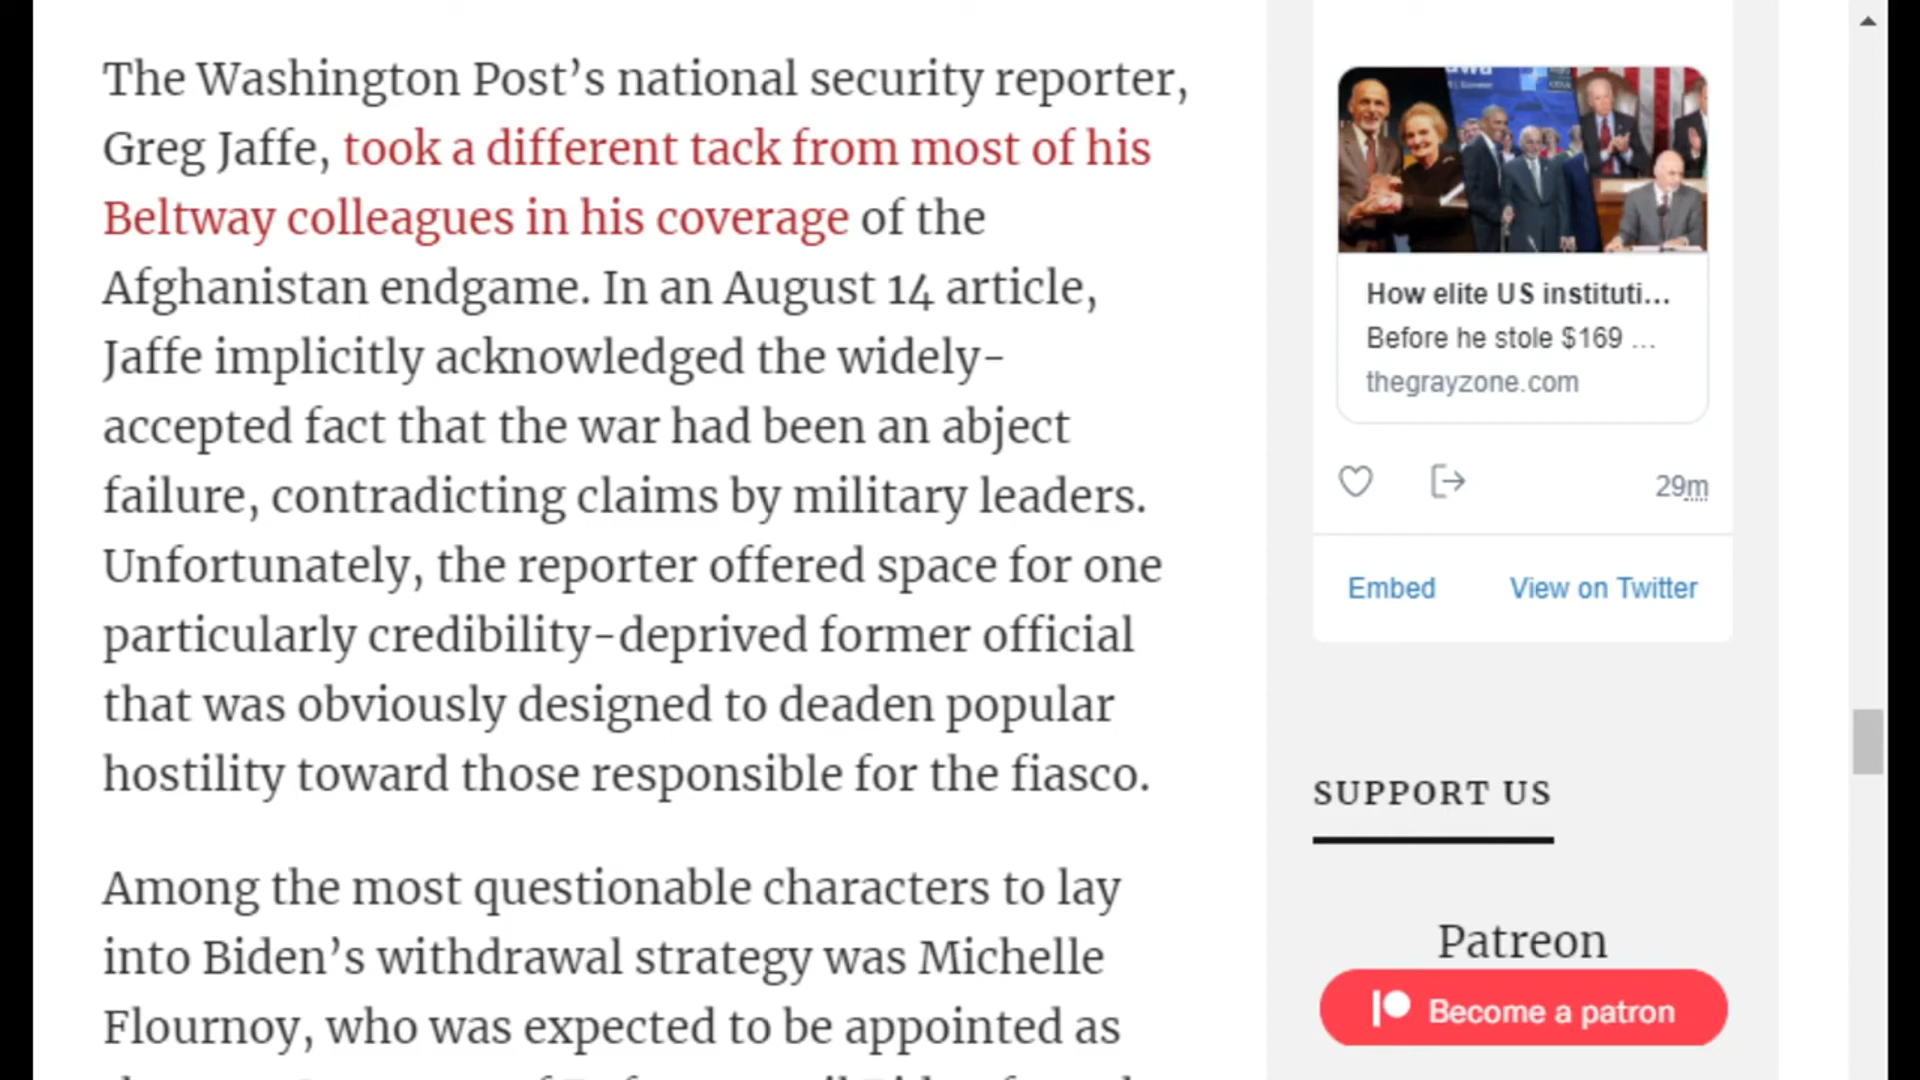 The Washington Post’s national security reporter,
Greg Jaffe, took a different tack from most of his
Beltway colleagues in his coverage of the
Afghanistan endgame. In an August 14 article,
Jaffe implicitly acknowledged the widely-
accepted fact that the war had been an abject
failure, contradicting claims by military leaders.
Unfortunately, the reporter offered space for one
particularly credibility-deprived former official
that was obviously designed to deaden popular
hostility toward those responsible for the fiasco.
Among the most questionable characters to lay
into Biden’s withdrawal strategy was Michelle
Flournoy, who was expected to be appointed as
How elite US instituti...
Before he stole $169 ...
thegrayzone.com
29m
Embed
View on Twitter
SUPPORT US
Patreon
Become a patron